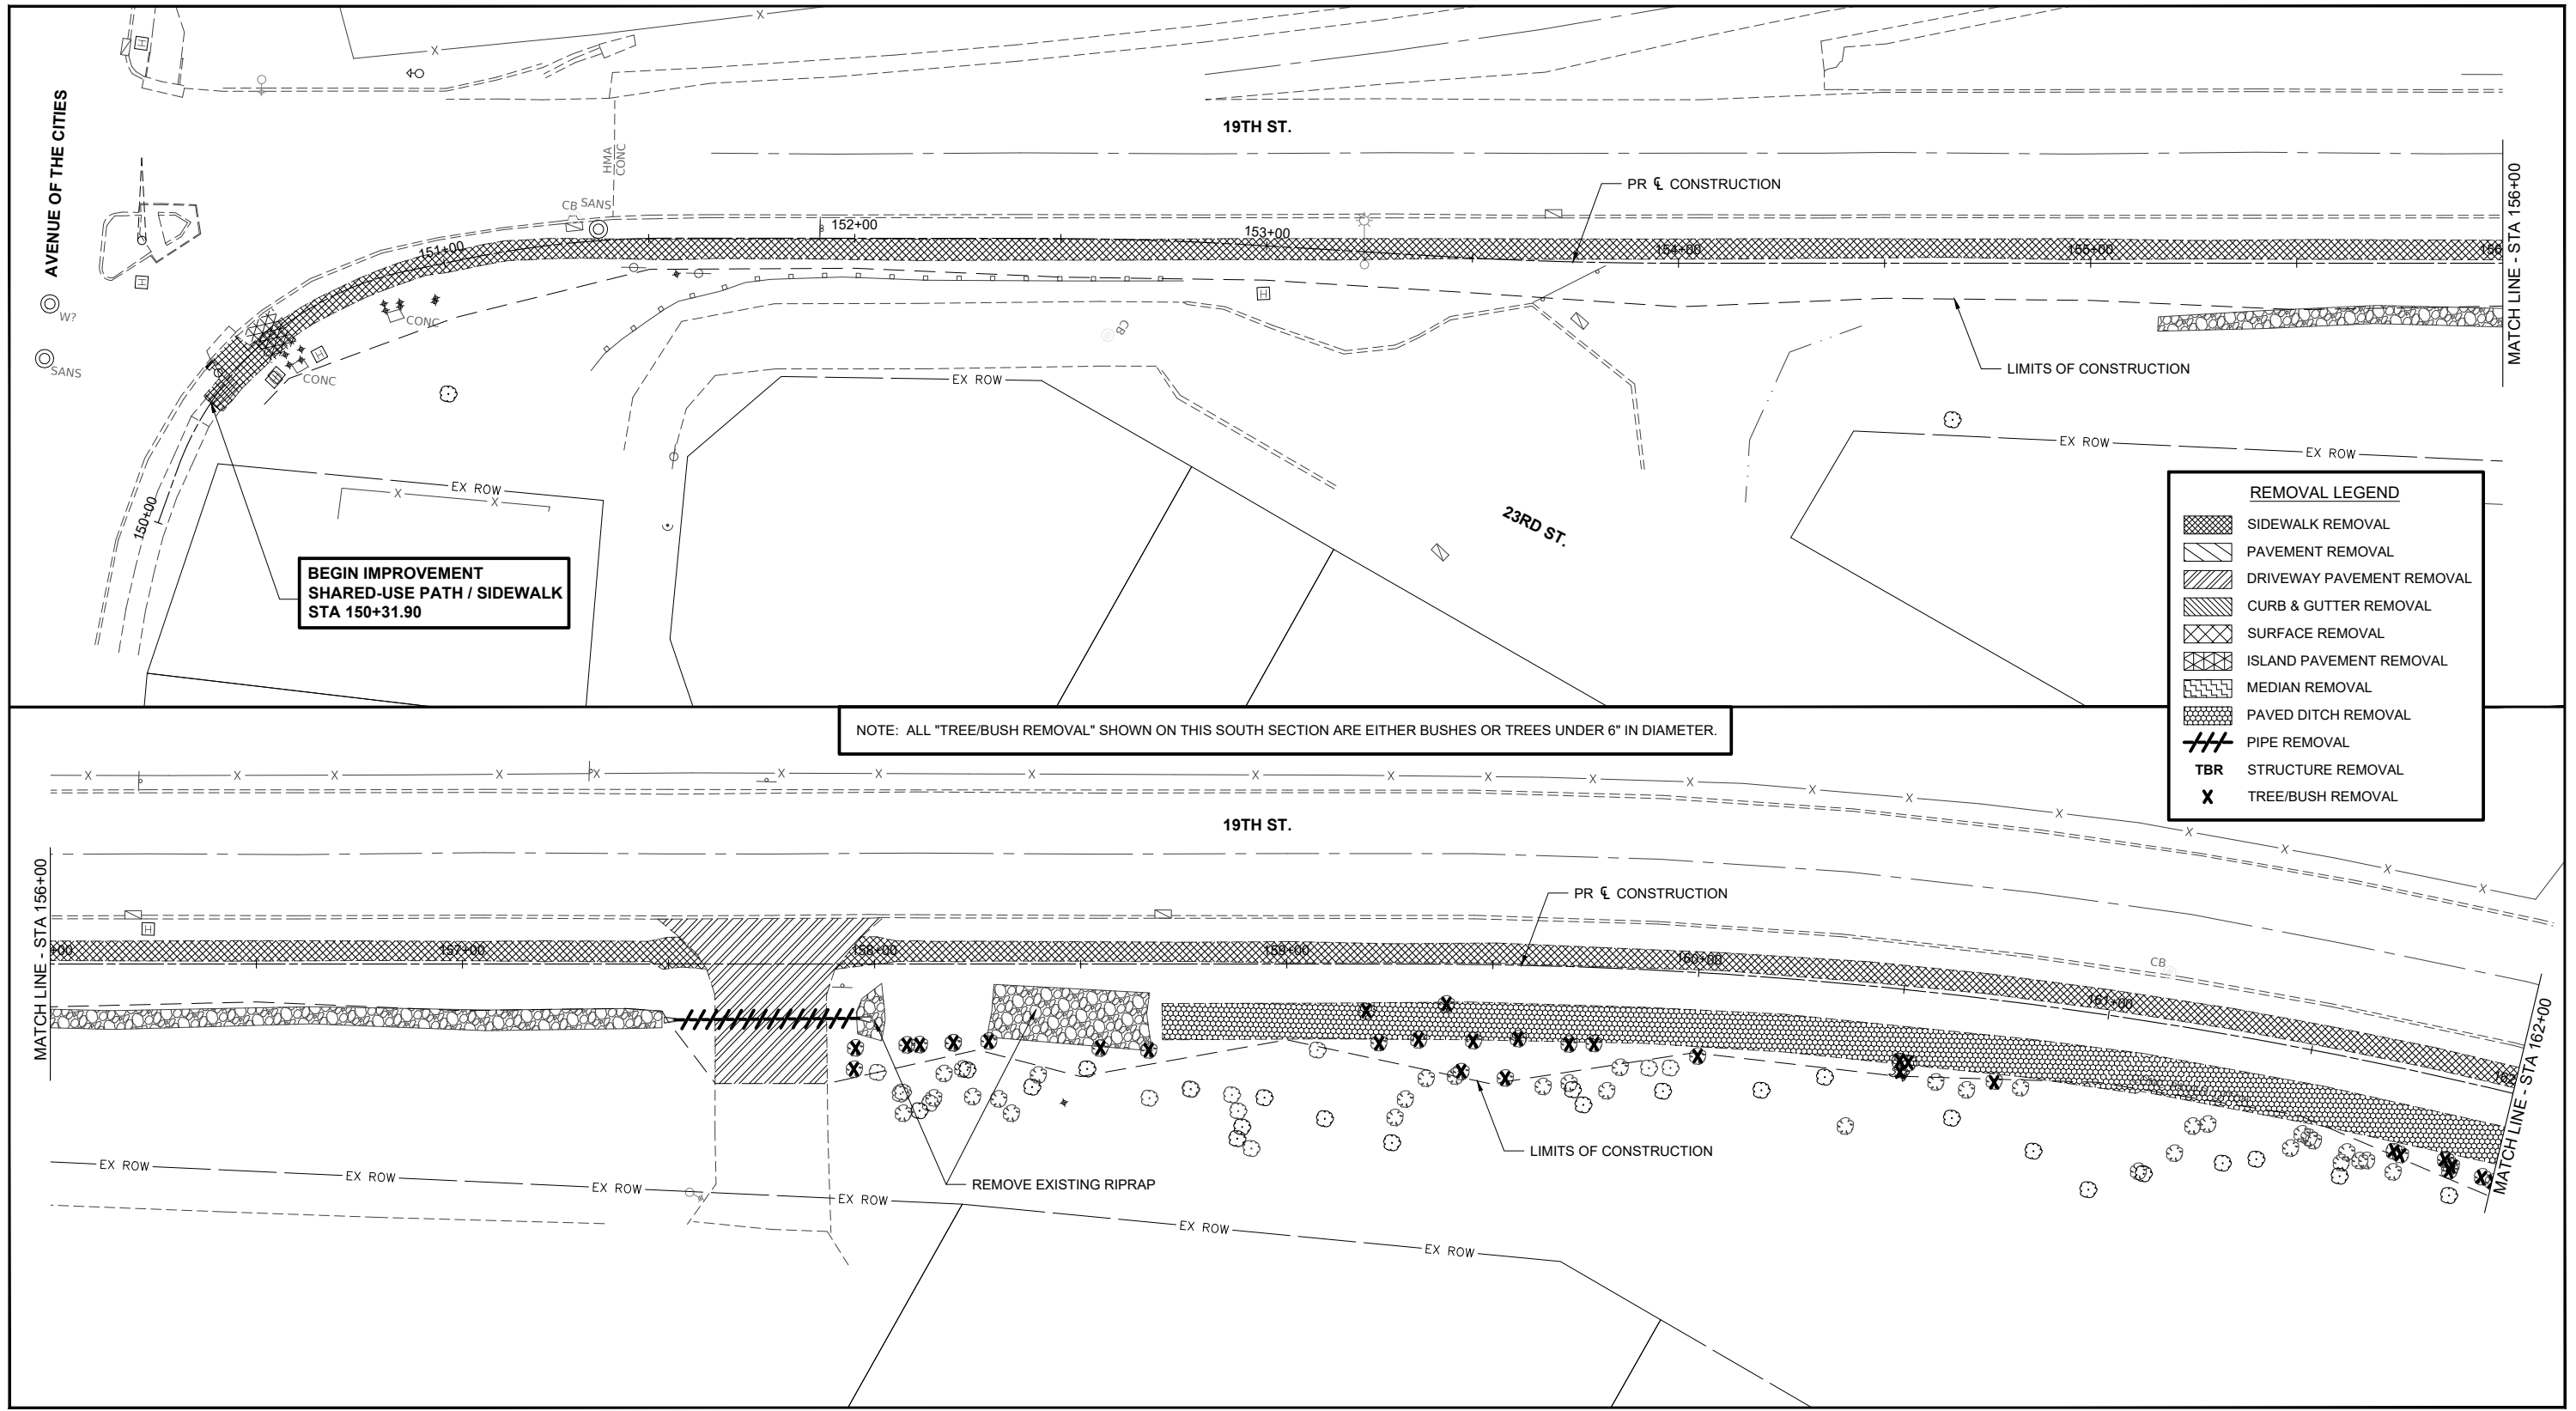 AVENUE OF THE CITIES
HMA
CONC
19TH ST.
CB
SANS
151+00
152+00
153+00
154+00
155+00
156
PR ℄ CONSTRUCTION
MATCH LINE - STA 156+00
W?
SANS
CONC
CONC
CB
EX ROW
EX ROW
EX ROW
EX ROW
LIMITS OF CONSTRUCTION
150+00
23RD ST.
BEGIN IMPROVEMENT
SHARED-USE PATH / SIDEWALK
STA 150+31.90
REMOVAL LEGEND
SIDEWALK REMOVAL
PAVEMENT REMOVAL
DRIVEWAY PAVEMENT REMOVAL
CURB & GUTTER REMOVAL
SURFACE REMOVAL
ISLAND PAVEMENT REMOVAL
MEDIAN REMOVAL
PAVED DITCH REMOVAL
PIPE REMOVAL
TBR STRUCTURE REMOVAL
X TREE/BUSH REMOVAL
NOTE: ALL "TREE/BUSH REMOVAL" SHOWN ON THIS SOUTH SECTION ARE EITHER BUSHES OR TREES UNDER 6" IN DIAMETER.
19TH ST.
MATCH LINE - STA 156+00
+00
157+00
158+00
159+00
160+00
161+00
162
PR ℄ CONSTRUCTION
CB
MATCH LINE - STA 162+00
LIMITS OF CONSTRUCTION
REMOVE EXISTING RIPRAP
EX ROW
EX ROW
EX ROW
EX ROW
EX ROW
EX ROW